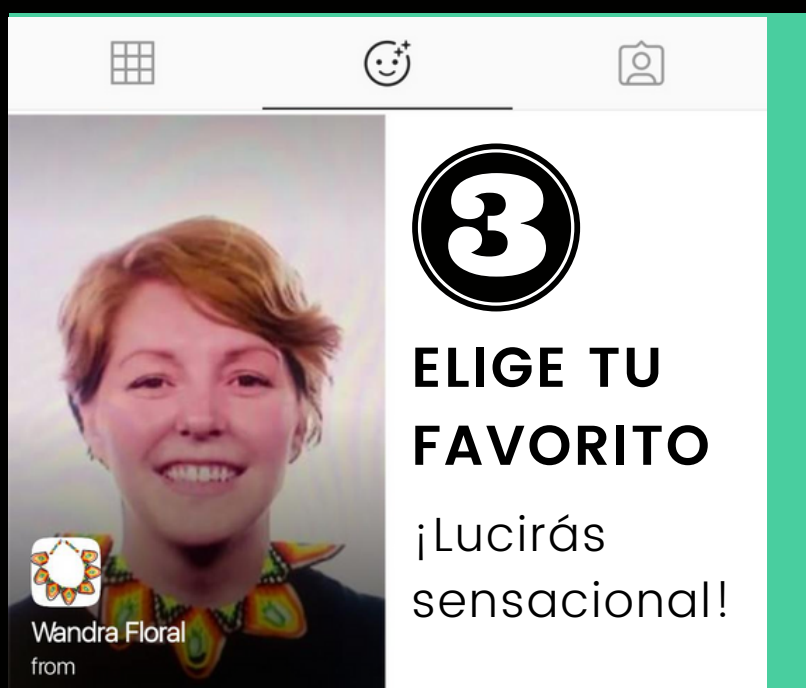 3
ELIGE TU
FAVORITO
¡Lucirás
sensacional!
Wandra Floral
from